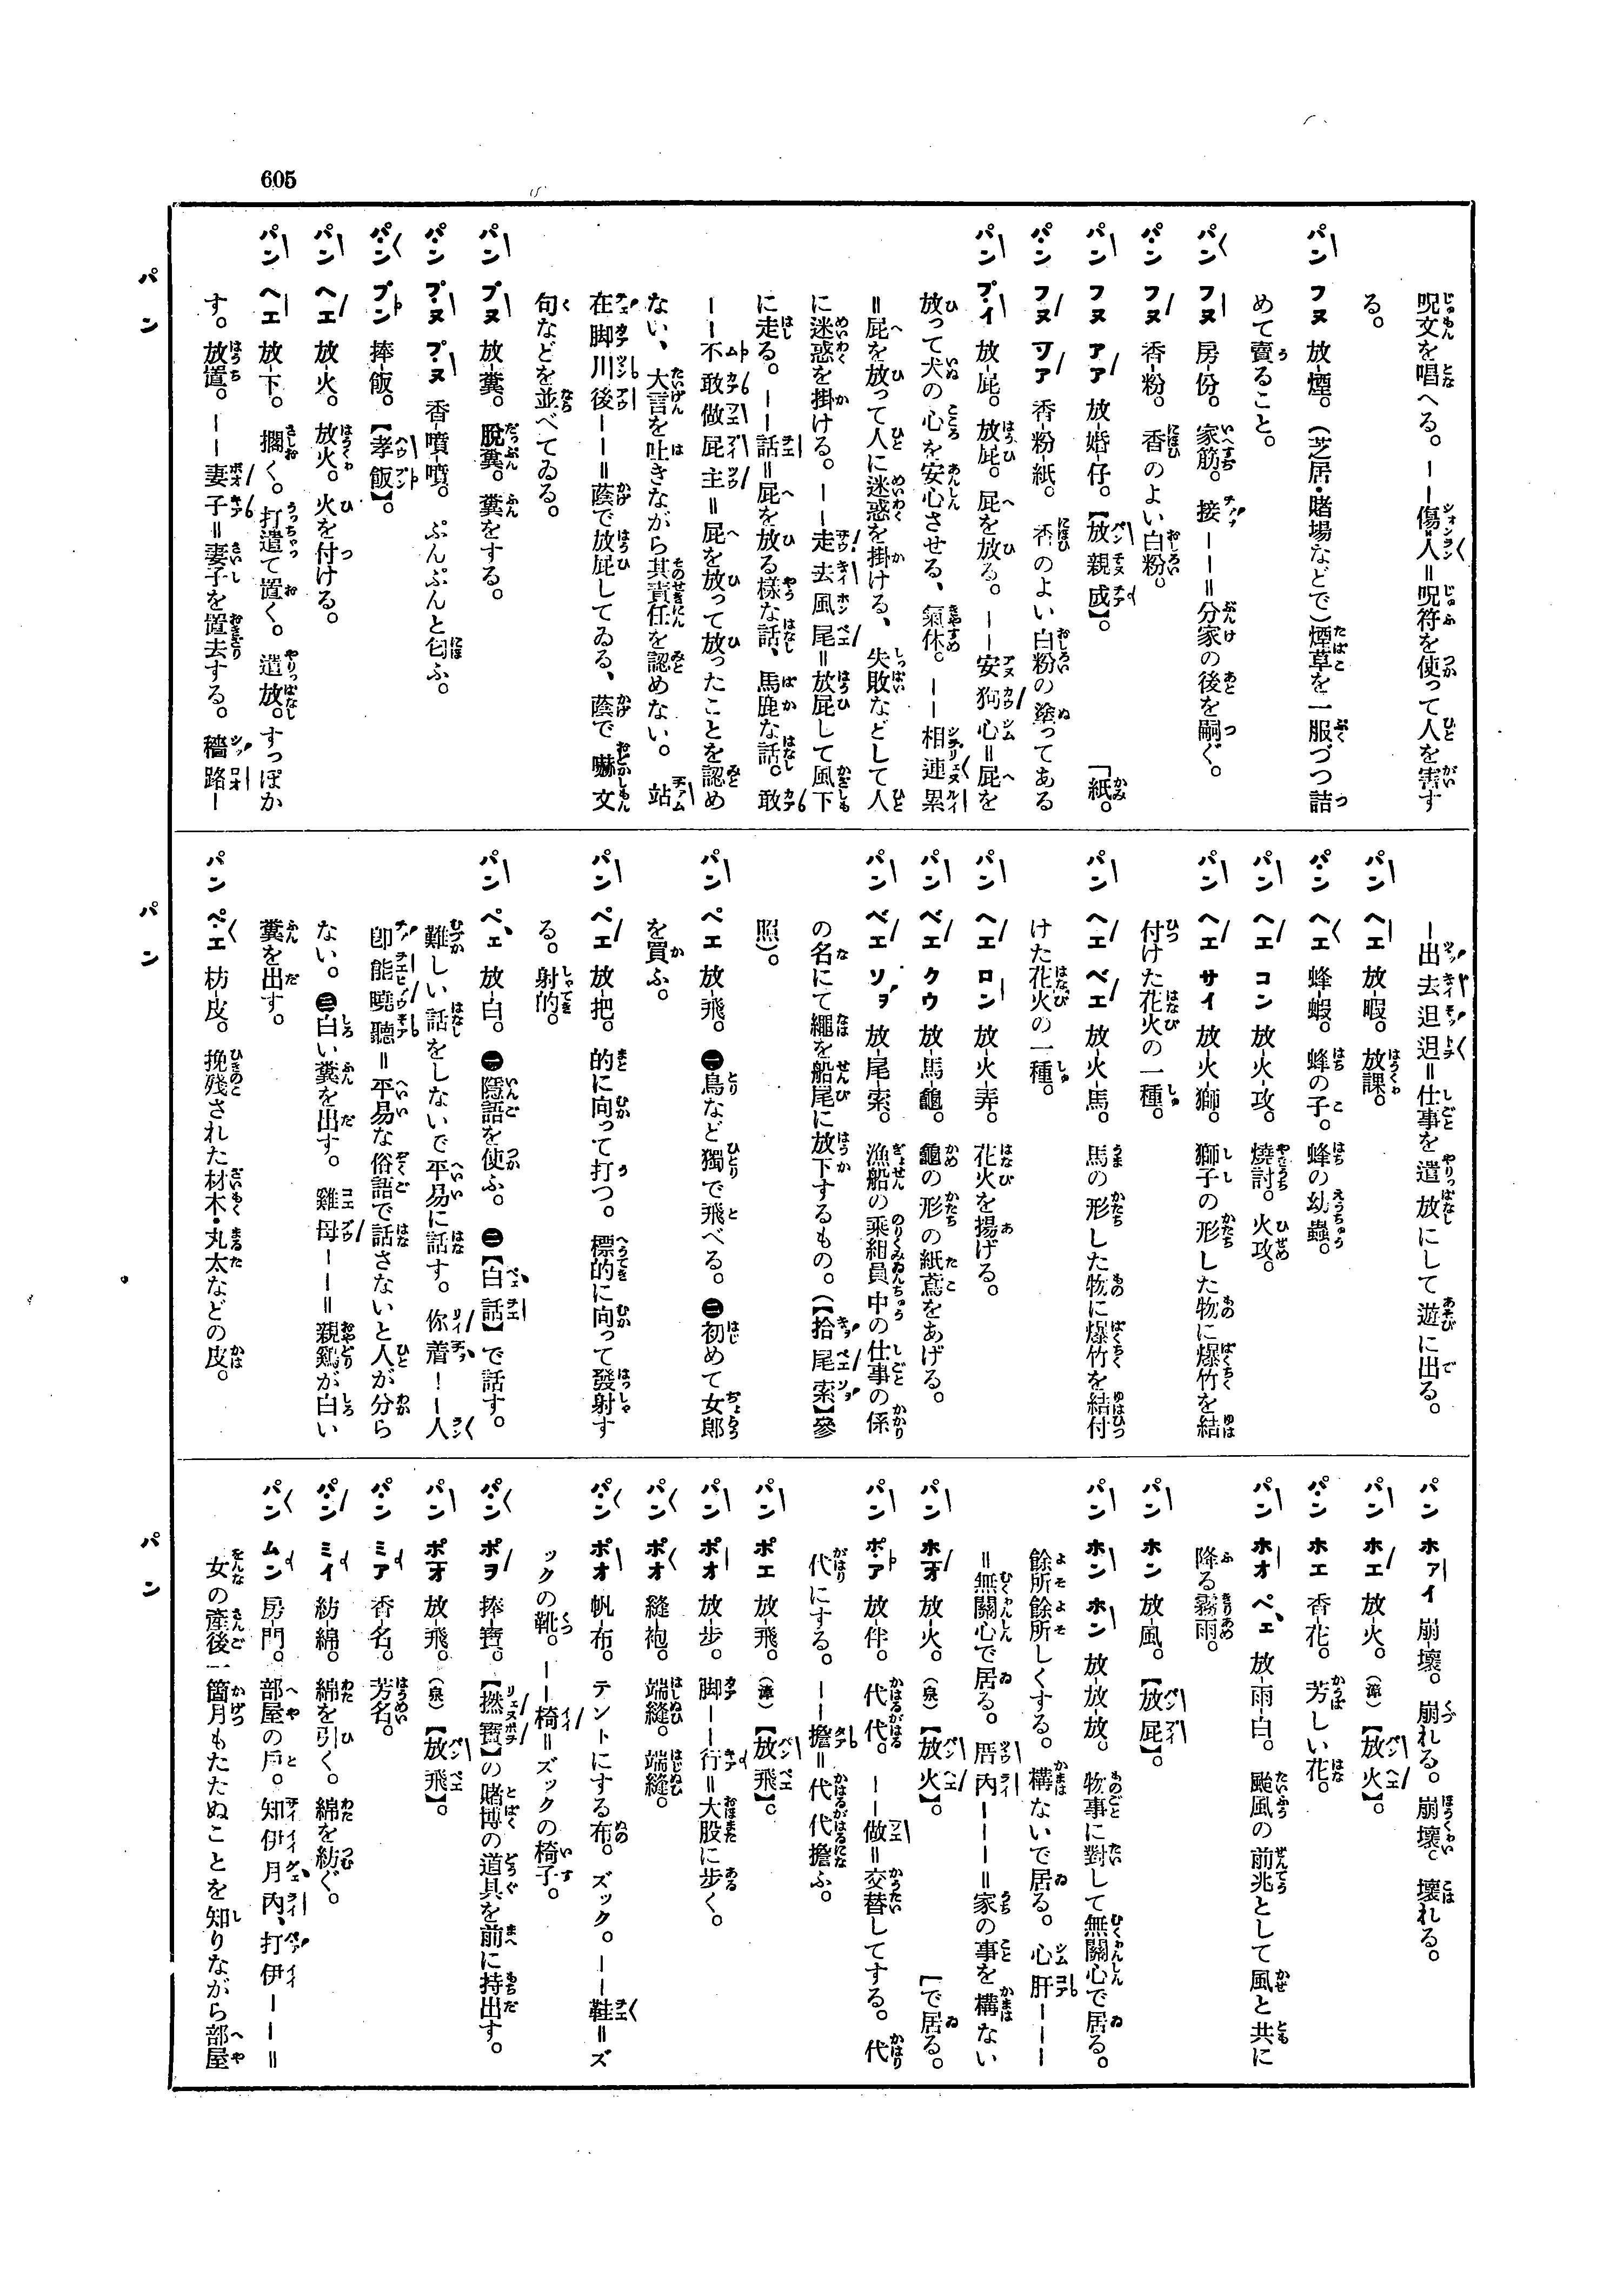 605
呪文を唱へる。——傷人=呪符を使って人を害す
る。
パン フヌ 放-煙。(芝居・賭場などで)煙草を一服づつ詰
めて賣ること。
パン フヌ 房-份。家筋。接——=分家の後を嗣ぐ。
パン フヌ 香-粉。香のよい白粉。
パン フヌ アア 放-婚-仔。【放親成】。
パン フヌ ツァ 香-粉-紙。香のよい白粉の塗ってある「紙。
パン プイ 放-屁。放屁。屁を放る。——安狗心=屁を
放って犬の心を安心させる、氣休。——相連累
=屁を放って人に迷惑を掛ける、失敗などして人
に迷惑を掛ける。——走去風尾=放屁して風下
に走る。——話=屁を放る様な話、馬鹿な話。敢
——不敢做屁主=屁を放って放ったことを認め
ない、大言を吐きながら其責任を認めない。站
在脚川後——=蔭で放屁してゐる、蔭で嚇文
句などを並べてゐる。
パン プヌ 放-糞。脫糞。糞をする。
パン プヌ プヌ 香-噴-噴。ぷんぷんと匂ふ。
パン プン 捧-飯。【孝飯】。
パン ヘエ 放-火。放火。火を付ける。
パン ヘエ 放-下。擱く。打遣て置く。遣放。すっぽか
す。放置。——妻子=妻子を置去する。穡路—
—出去𨑨迌=仕事を遣放にして遊に出る。
パン ヘエ 放-暇。放課。
パン ヘエ 蜂-蝦。蜂の子。蜂の幼蟲。
パン ヘエ コン 放-火-攻。燒討。火攻。
パン ヘエ サイ 放-火-獅。獅子の形した物に爆竹を結
付けた花火の一種。
パン ヘエ ベエ 放-火-馬。馬の形した物に爆竹を結付
けた花火の一種。
パン ヘエ ロン 放-火-弄。花火を揚げる。
パン ベエ クウ 放-馬-龜。龜の形の紙鳶をあげる。
パン ベエ ソヲ 放-尾-索。漁船の乘組員中の仕事の係
の名にて繩を船尾に放下するもの。(【拾尾索】參
照)。
パン ペエ 放-飛。㊀鳥など獨で飛べる。㊁初めて女郎
を買ふ。
パン ペエ 放-把。的に向って打つ。標的に向って發射す
る。射的。
パン ペェ 放-白。㊀隱語を使ふ。㊁【白話】で話す。
難しい話をしないで平易に話す。你着——人
卽能曉聽=平易な俗語で話さないと人が分ら
ない。㊂白い糞を出す。雞母——=親鷄が白い
糞を出す。
パン ペエ 枋-皮。挽殘された材木・丸太などの皮。
パン ホァイ 崩-壞。崩れる。崩壞。壞れる。
パン ホエ 放-火。(漳)【放火】。
パン ホエ 香-花。芳しい花。
パン ホオ ペェ 放-雨-白。颱風の前兆として風と共に
降る霧雨。
パン ホン 放-風。【放屁】。
パン ホン ホン 放-放-放。物事に對して無關心で居る。
餘所餘所しくする。構ないで居る。心肝———
=無關心で居る。厝內———=家の事を構ない「で居る。
パン ホオ 放-火。(泉)【放火】。
パン ポア 放-伴。代代。——做=交替してする。代
代にする。——擔=代代擔ふ。
パン ポエ 放-飛。(漳)【放飛】。
パン ポオ 放-步。脚——行=大股に步く。
パン ポオ 縫-袍。端縫。端縫。
パン ポオ 帆-布。テントにする布。ズック。——鞋=ズ
ックの靴。——椅=ズックの椅子。
パン ポヲ 捧-寶。【撚寶】の賭博の道具を前に持出す。
パン ポオ 放-飛。(泉)【放飛】。
パン ミア 香-名。芳名。
パン ミイ 紡-綿。綿を引く。綿を紡ぐ。
パン ムン 房-門。部屋の戶。知伊月內、打伊——=
女の產後一箇月もたたぬことを知りながら部屋
パン
パン
パン